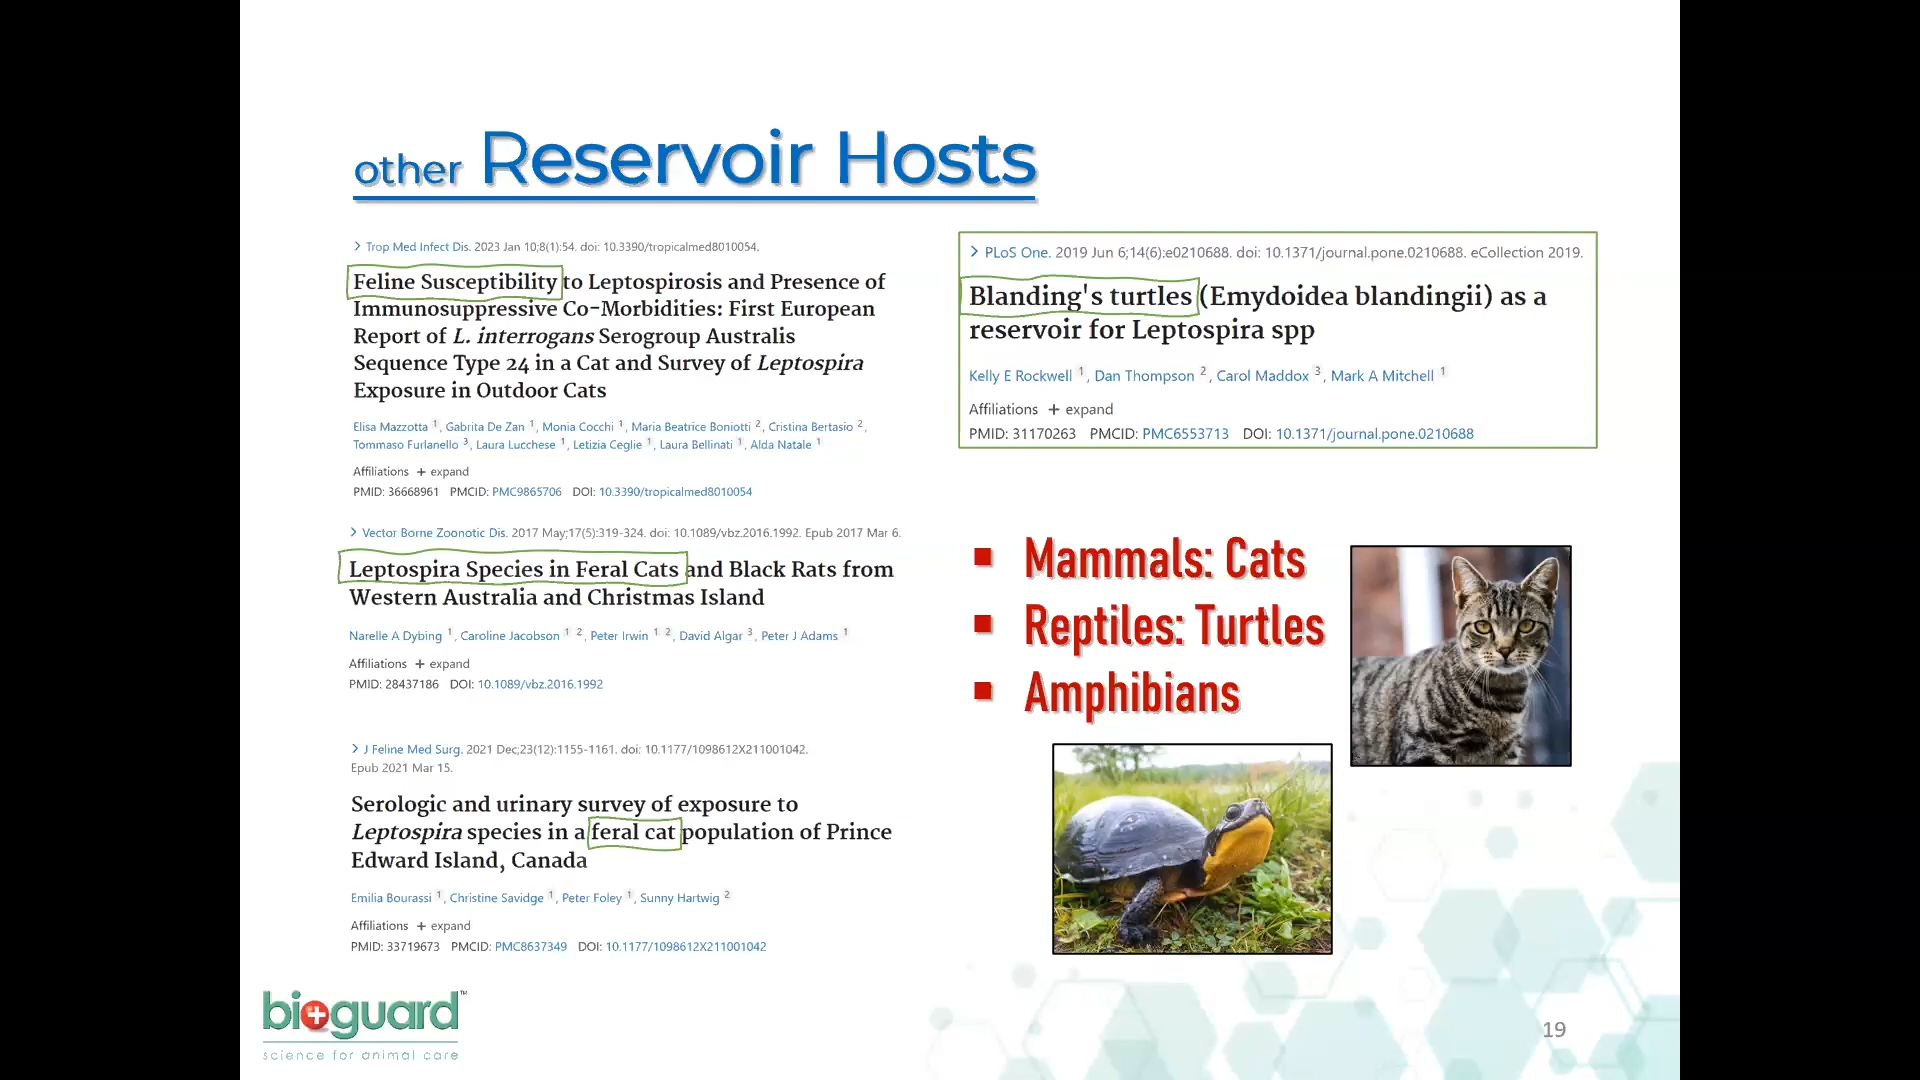 other Reservoir Hosts
> Trop Med Infect Dis. 2023 Jan 10;8(1):54. doi: 10.3390/tropicalmed8010054.
Feline Susceptibility to Leptospirosis and Presence of
Immunosuppressive Co-Morbidities: First European
Report of L. interrogans Serogroup Australis
Sequence Type 24 in a Cat and Survey of Leptospira
Exposure in Outdoor Cats
Elisa Mazzotta 1, Gabrita De Zan 1, Monia Cocchi 1, Maria Beatrice Boniotti 2, Cristina Bertasio 2,
Tommaso Furlanello 3, Laura Lucchese 1, Letizia Ceglie 1, Laura Bellinati 1, Alda Natale 1
Affiliations + expand
PMID: 36668961 PMCID: PMC9865706 DOI: 10.3390/tropicalmed8010054
> Vector Borne Zoonotic Dis. 2017 May;17(5):319-324. doi: 10.1089/vbz.2016.1992. Epub 2017 Mar 6.
Leptospira Species in Feral Cats and Black Rats from
Western Australia and Christmas Island
Narelle A Dybing 1, Caroline Jacobson 1 2, Peter Irwin 1 2, David Algar 3, Peter J Adams 1
Affiliations + expand
PMID: 28437186 DOI: 10.1089/vbz.2016.1992
> J Feline Med Surg. 2021 Dec;23(12):1155-1161. doi: 10.1177/1098612X211001042.
Epub 2021 Mar 15.
Serologic and urinary survey of exposure to
Leptospira species in a feral cat population of Prince
Edward Island, Canada
Emilia Bourassi 1, Christine Savidge 1, Peter Foley 1, Sunny Hartwig 2
Affiliations + expand
PMID: 33719673 PMCID: PMC8637349 DOI: 10.1177/1098612X211001042
> PLoS One. 2019 Jun 6;14(6):e0210688. doi: 10.1371/journal.pone.0210688. eCollection 2019.
Blanding's turtles (Emydoidea blandingii) as a
reservoir for Leptospira spp
Kelly E Rockwell 1, Dan Thompson 2, Carol Maddox 3, Mark A Mitchell 1
Affiliations + expand
PMID: 31170263 PMCID: PMC6553713 DOI: 10.1371/journal.pone.0210688
▪ Mammals: Cats
▪ Reptiles: Turtles
▪ Amphibians
bioguard™
science for animal care
19